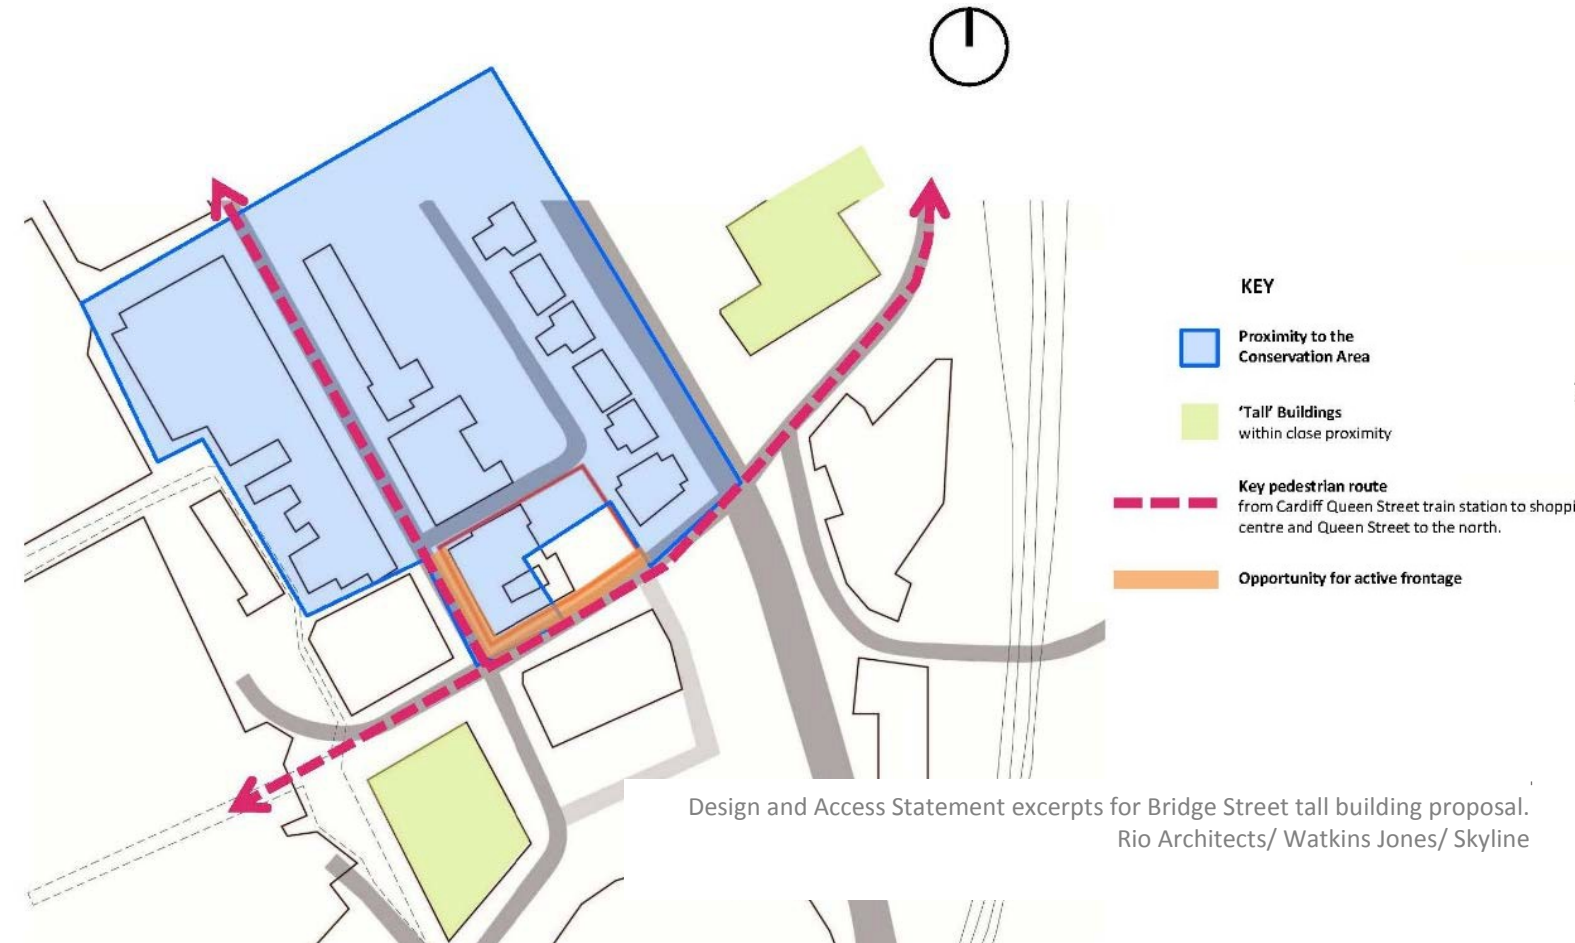 KEY
Proximity to the
Conservation Area
'Tall' Buildings
within close proximity
Key pedestrian route
from Cardiff Queen Street train station to shoppi
centre and Queen Street to the north.
Opportunity for active frontage
Design and Access Statement excerpts for Bridge Street tall building proposal.
Rio Architects/ Watkins Jones/ Skyline